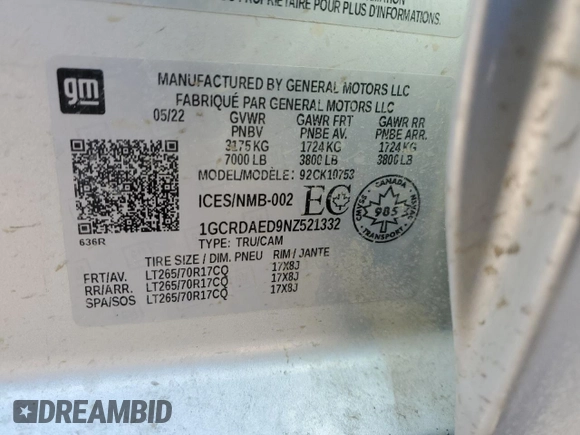 PROPRIÉTAIRE POUR PLUS D'INFORMATIONS.
gm
MANUFACTURED BY GENERAL MOTORS LLC
FABRIQUÉ PAR GENERAL MOTORS LLC
05/22 GVWR GAWR FRT GAWR RR
PNBV PNBE AV. PNBE ARR.
3175 KG 1724 KG 1724 KG
7000 LB 3800 LB 3800 LB
MODEL/MODÈLE: 92CK10753
ICES/NMB-002 EC CANADA 985
636R
1GCRDAED9NZ521332
TYPE: TRU/CAM
TIRE SIZE / DIM. PNEU RIM / JANTE
FRT/AV. LT265/70R17CQ 17X8J
RR/ARR. LT265/70R17CQ 17X8J
SPA/SOS LT265/70R17CQ 17X8J
DREAMBID